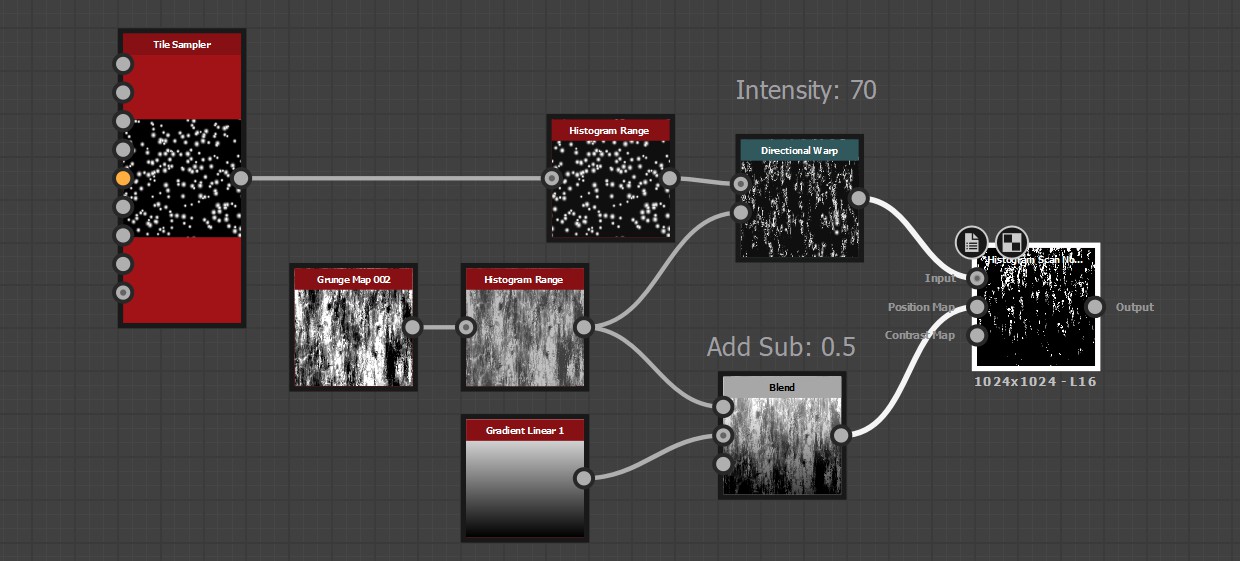 Tile Sampler
Intensity: 70
Histogram Range
Directional Warp
Histogram Scan No...
Grunge Map 002
Histogram Range
Input
Position Map
Contrast Map
Output
Add Sub: 0.5
1024x1024 - L16
Blend
Gradient Linear 1